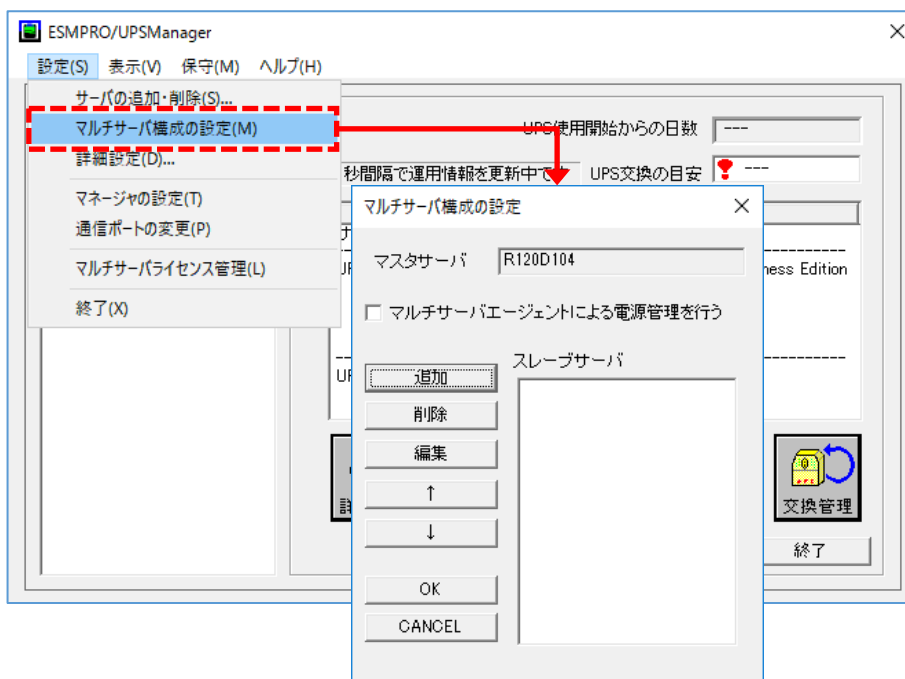 ESMPRO/UPSManager
設定(S) 表示(V) 保守(M) ヘルプ(H)
サーバの追加・削除(S)...
マルチサーバ構成の設定(M)
詳細設定(D)...
マネージャの設定(T)
通信ポートの変更(P)
マルチサーバライセンス管理(L)
終了(X)
UPS使用開始からの日数 ---
秒間隔で運用情報を更新中です UPS交換の目安 ---
マルチサーバ構成の設定
マスタサーバ R120D104
ness Edition
マルチサーバエージェントによる電源管理を行う
スレーブサーバ
追加
削除
編集
↑
↓
OK
CANCEL
交換管理
終了